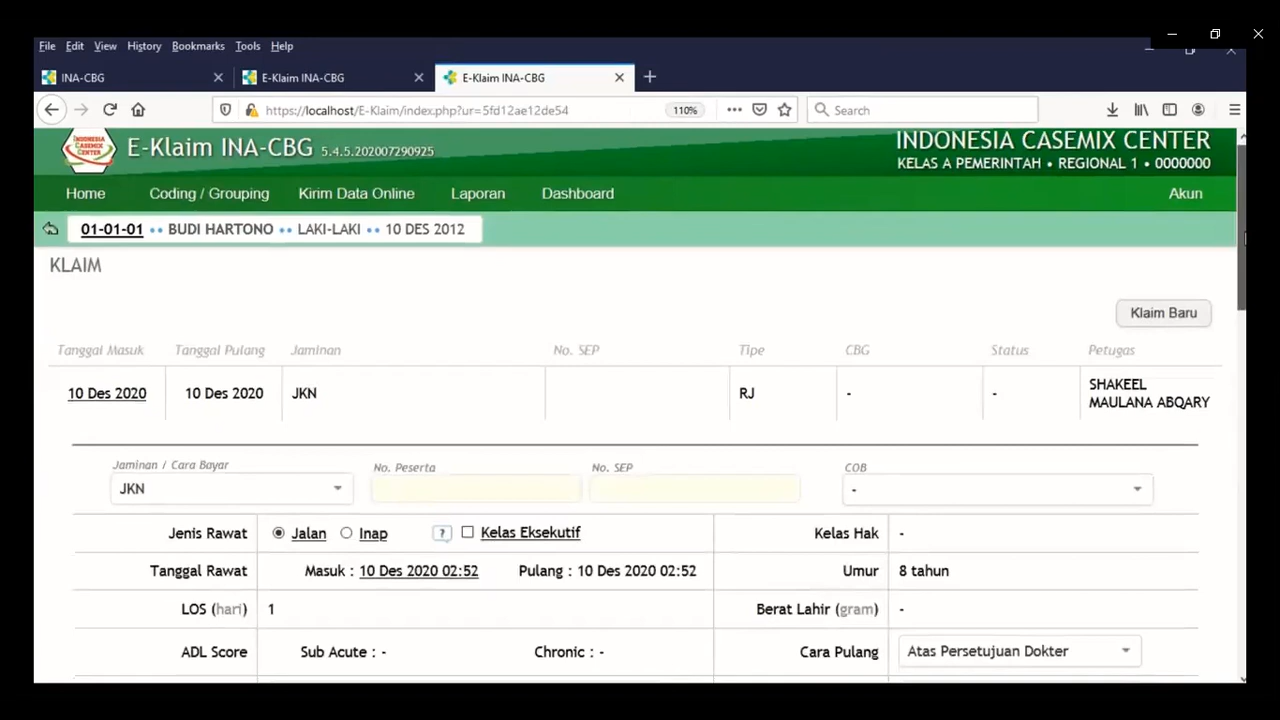 File Edit View History Bookmarks Tools Help
INA-CBG E-Klaim INA-CBG E-Klaim INA-CBG
https://localhost/E-Klaim/index.php?ur=5fd12ae12de54 110% Search
INDONESIA CASEMIX CENTER
E-Klaim INA-CBG 5.4.5.202007290925
INDONESIA CASEMIX CENTER
KELAS A PEMERINTAH • REGIONAL 1 • 0000000
Home Coding / Grouping Kirim Data Online Laporan Dashboard Akun
01-01-01 •• BUDI HARTONO •• LAKI-LAKI •• 10 DES 2012
KLAIM
Klaim Baru
Tanggal Masuk Tanggal Pulang Jaminan No. SEP Tipe CBG Status Petugas
10 Des 2020 10 Des 2020 JKN RJ - - SHAKEEL
MAULANA ABQARY
Jaminan / Cara Bayar No. Peserta No. SEP COB
JKN -
Jenis Rawat Jalan Inap ? Kelas Eksekutif Kelas Hak -
Tanggal Rawat Masuk : 10 Des 2020 02:52 Pulang : 10 Des 2020 02:52 Umur 8 tahun
LOS (hari) 1 Berat Lahir (gram) -
ADL Score Sub Acute : - Chronic : - Cara Pulang Atas Persetujuan Dokter